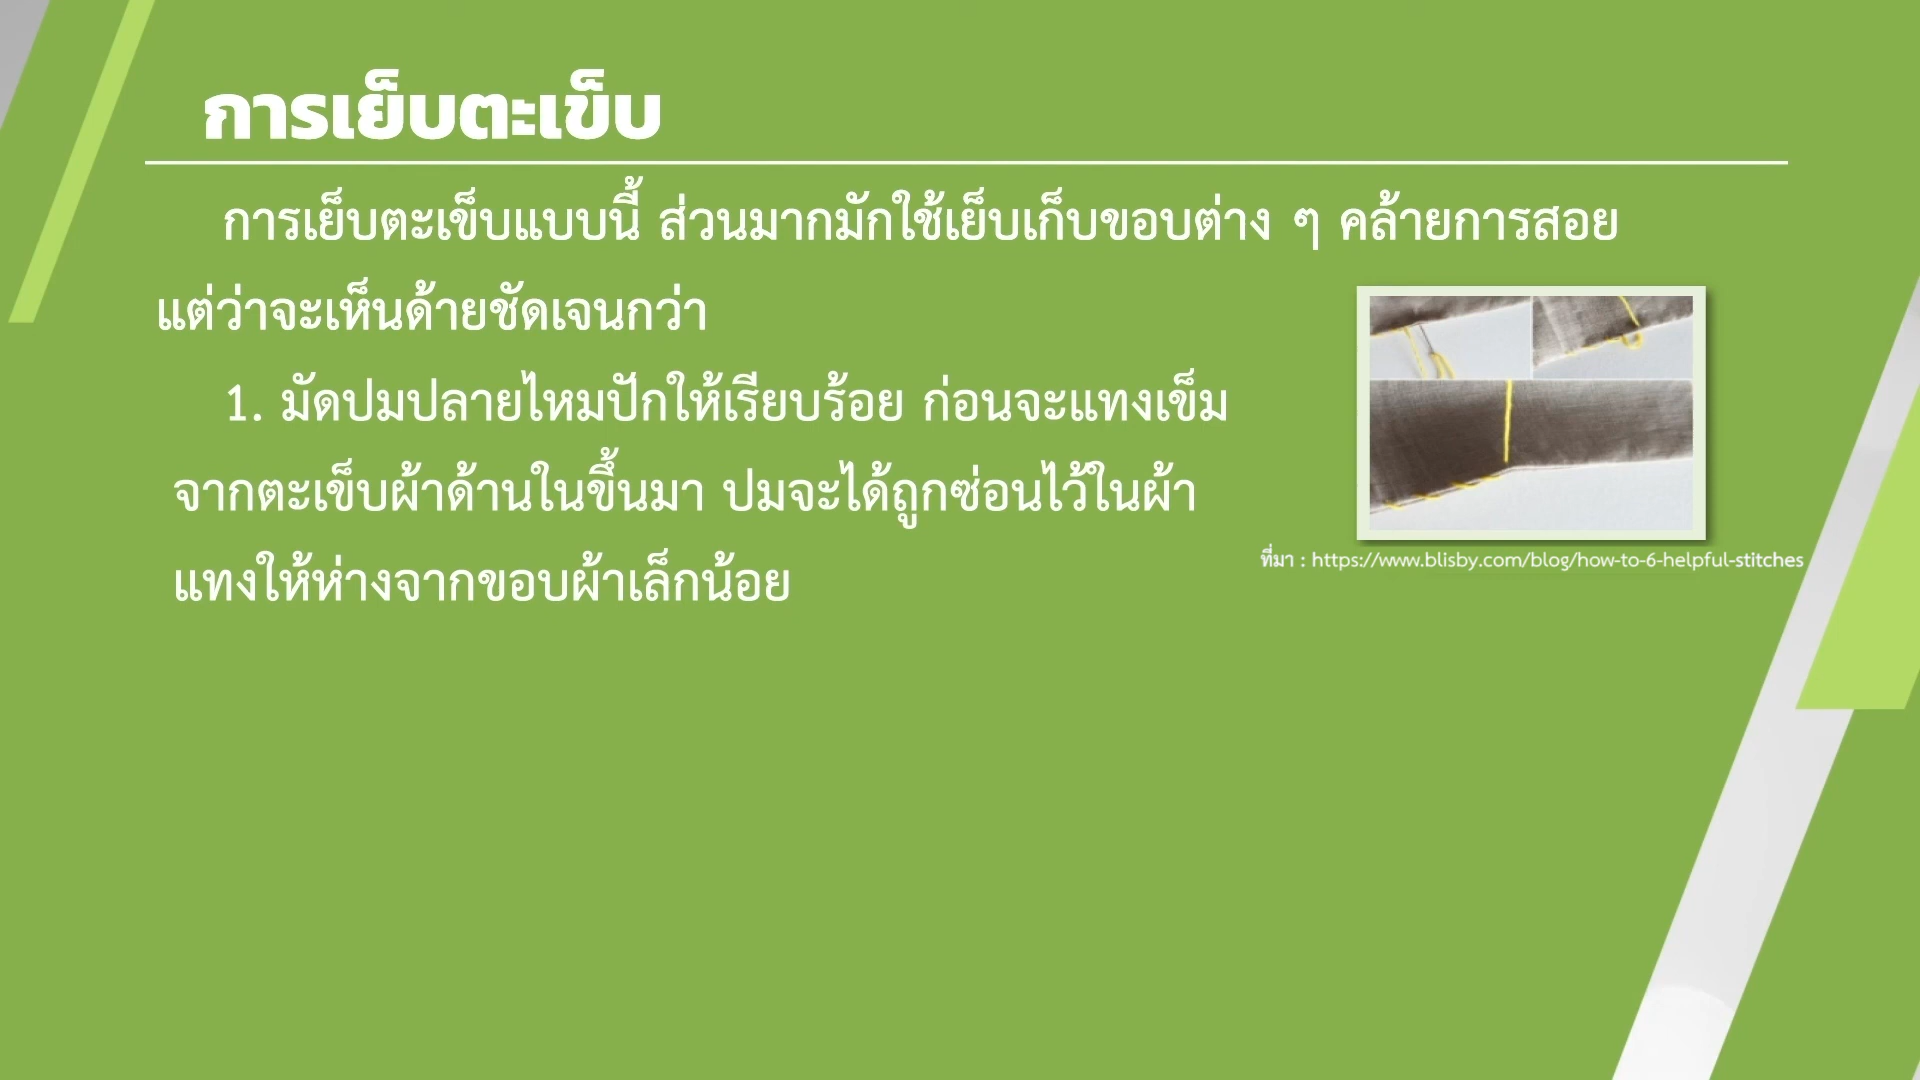 การเย็บตะเข็บ
การเย็บตะเข็บแบบนี้ ส่วนมากมักใช้เย็บเก็บขอบต่าง ๆ คล้ายการสอย
แต่ว่าจะเห็นด้ายชัดเจนกว่า
1. มัดปมปลายไหมปักให้เรียบร้อย ก่อนจะแทงเข็ม
จากตะเข็บผ้าด้านในขึ้นมา ปมจะได้ถูกซ่อนไว้ในผ้า
แทงให้ห่างจากขอบผ้าเล็กน้อย
ที่มา : https://www.blisby.com/blog/how-to-6-helpful-stitches